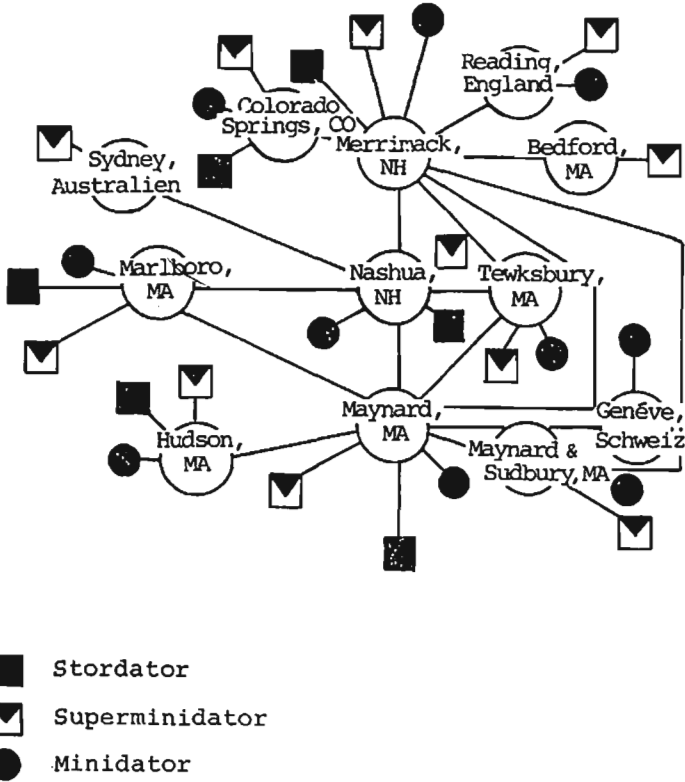 Reading,
England
Colorado
Springs, CO
Merrimack,
NH
Bedford,
MA
Sydney,
Australien
Marlboro,
MA
Nashua,
NH
Tewksbury,
MA
Maynard,
MA
Genéve,
Schweiz
Hudson,
MA
Maynard &
Sudbury, MA
Stordator
Superminidator
Minidator